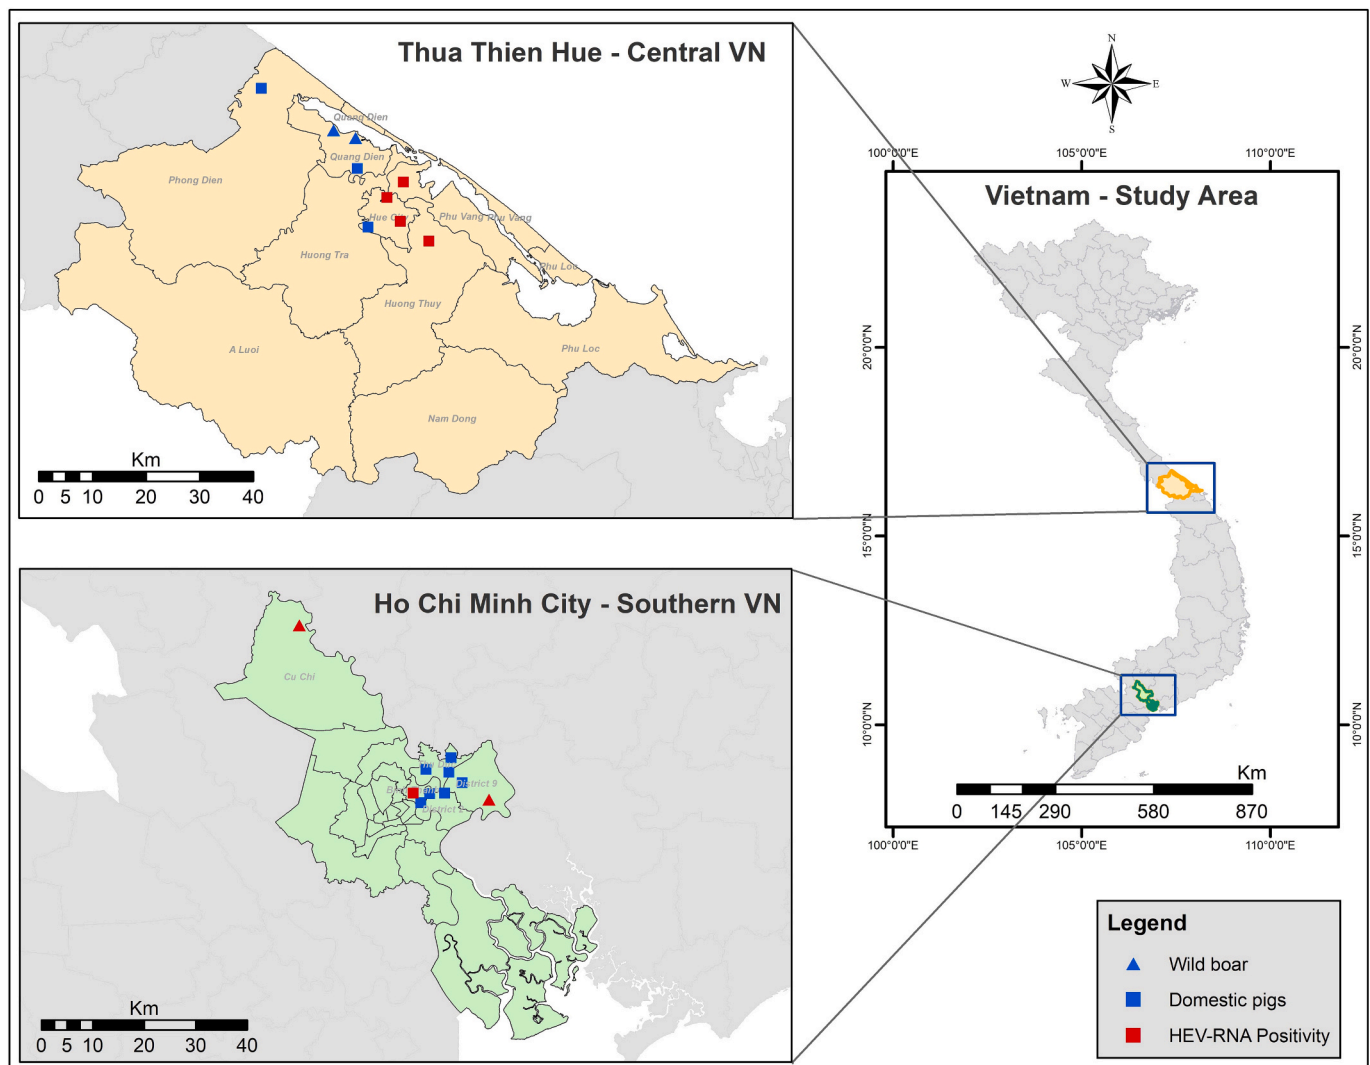 Thua Thien Hue - Central VN
Quang Dien
Quang Dien
Phong Dien
Hue City
Phu Vang
Phu Vang
Huong Tra
Phu Loc
Huong Thuy
A Luoi
Phu Loc
Nam Dong
Km
0 5 10 20 30 40
Ho Chi Minh City - Southern VN
Cu Chi
District 9
District 2
Km
0 5 10 20 30 40
N
W E
S
100°0'0"E 105°0'0"E 110°0'0"E
Vietnam - Study Area
20°0'0"N 20°0'0"N
15°0'0"N 15°0'0"N
10°0'0"N 10°0'0"N
Km
0 145 290 580 870
100°0'0"E 105°0'0"E 110°0'0"E
Legend
Wild boar
Domestic pigs
HEV-RNA Positivity